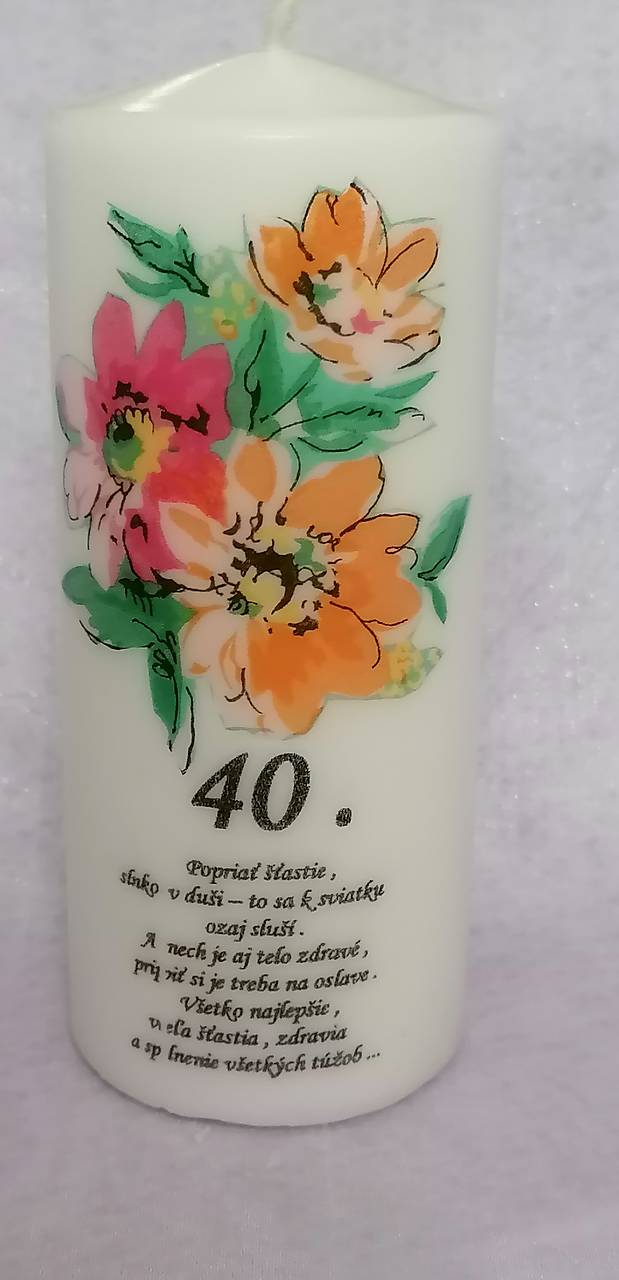 40 .
Popriať šťastie ,
slnko v duši – to sa k sviatku
ozaj sluší .
A nech je aj telo zdravé ,
pripiť si je treba na oslave .
Všetko najlepšie ,
veľa šťastia , zdravia
a splnenie všetkých túžob ...